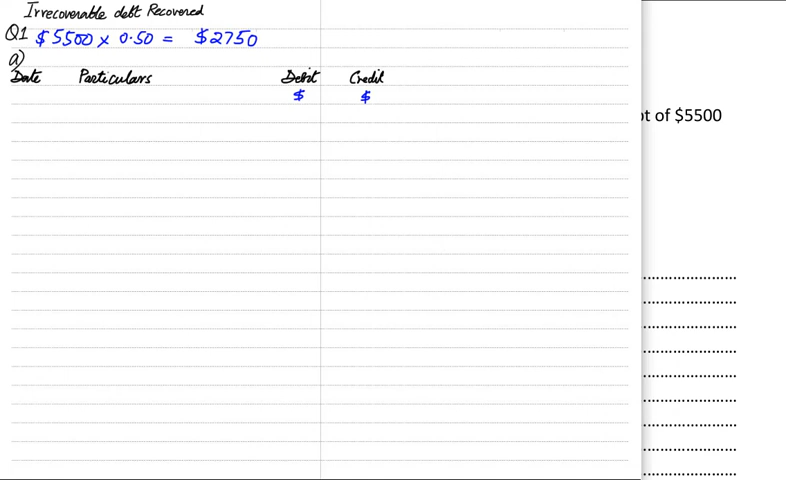 Irrecoverable debt Recovered
Q1 $5500 x 0.50 = $2750
a)
Date Particulars Debit Credit
$ $
of $5500